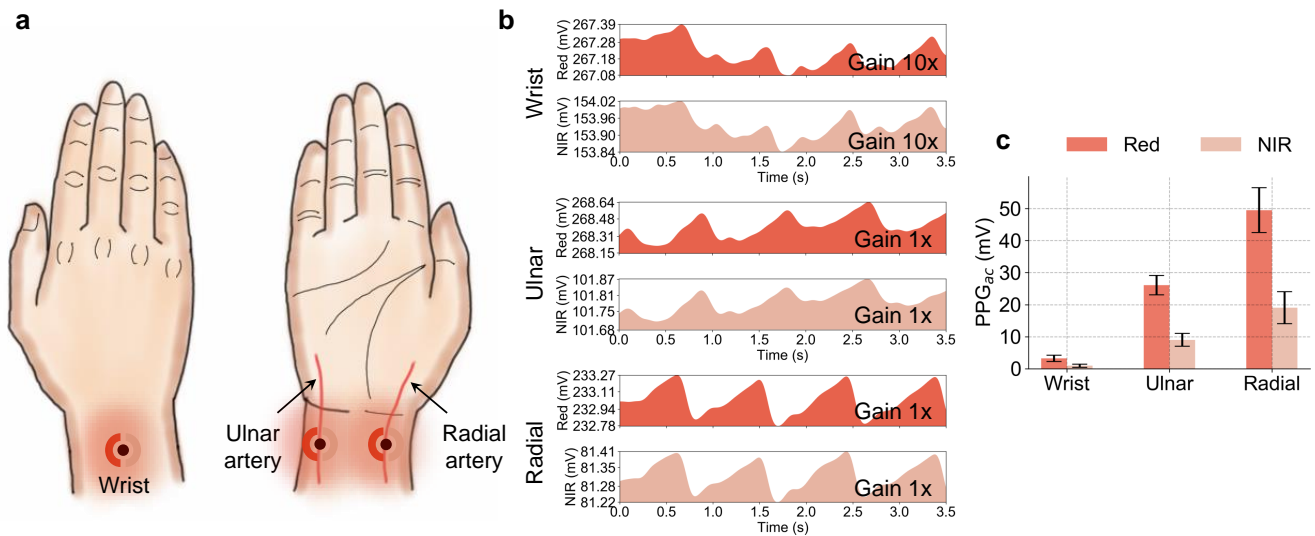 a
Wrist
Ulnar
artery
Radial
artery
b
Wrist
Red (mV)
267.39
267.28
267.18
267.08
Gain 10x
NIR (mV)
154.02
153.96
153.90
153.84
Gain 10x
0.0 0.5 1.0 1.5 2.0 2.5 3.0 3.5
Time (s)
Ulnar
Red (mV)
268.64
268.48
268.31
268.15
Gain 1x
NIR (mV)
101.87
101.81
101.75
101.68
Gain 1x
0.0 0.5 1.0 1.5 2.0 2.5 3.0 3.5
Time (s)
Radial
Red (mV)
233.27
233.11
232.94
232.78
Gain 1x
NIR (mV)
81.41
81.35
81.28
81.22
Gain 1x
0.0 0.5 1.0 1.5 2.0 2.5 3.0 3.5
Time (s)
c
Red NIR
PPGac (mV)
50
40
30
20
10
0
Wrist Ulnar Radial